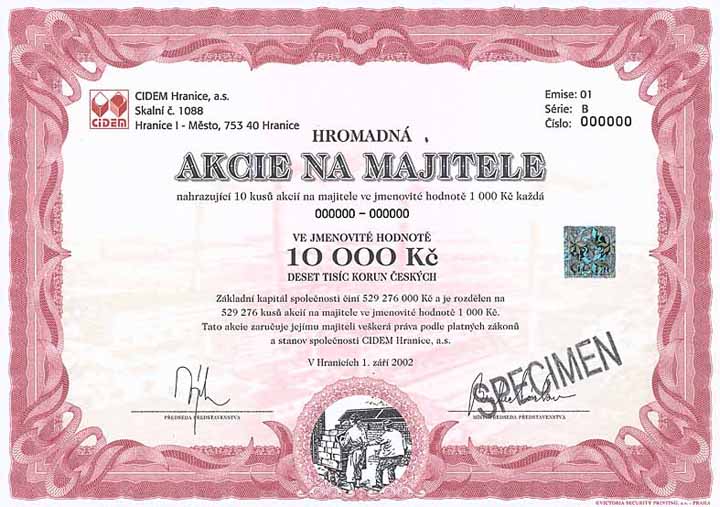 CIDEM Hranice, a.s.
Skalní č. 1088
Hranice I - Město, 753 40 Hranice
CIDEM
Emise: 01
Série: B
Číslo: 000000
HROMADNÁ
AKCIE NA MAJITELE
nahrazující 10 kusů akcií na majitele ve jmenovité hodnotě 1 000 Kč každá
000000 – 000000
VE JMENOVITÉ HODNOTĚ
10 000 Kč
DESET TISÍC KORUN ČESKÝCH
Základní kapitál společnosti činí 529 276 000 Kč a je rozdělen na
529 276 kusů akcií na majitele ve jmenovité hodnotě 1 000 Kč.
Tato akcie zaručuje jejímu majiteli veškerá práva podle platných zákonů
a stanov společnosti CIDEM Hranice, a.s.
V Hranicích 1. září 2002
SPECIMEN
PŘEDSEDA PŘEDSTAVENSTVA
MÍSTOPŘEDSEDA PŘEDSTAVENSTVA
©VICTORIA SECURITY PRINTING, a.s. - PRAHA